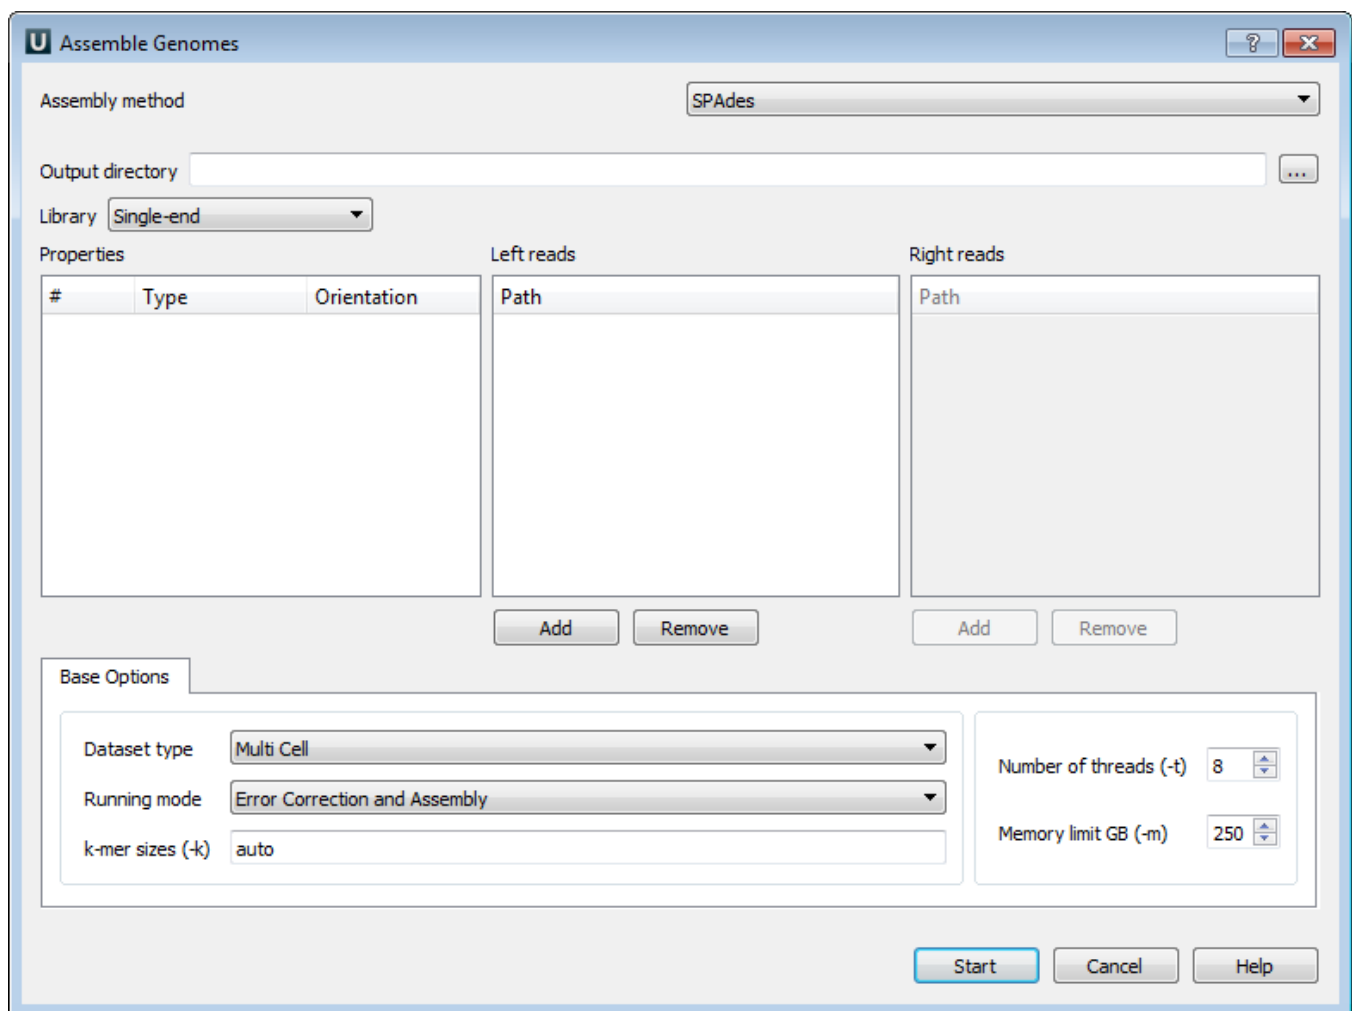 U Assemble Genomes ?
Assembly method SPAdes
Output directory ...
Library Single-end
Properties Left reads Right reads
# Type Orientation Path Path
Add Remove Add Remove
Base Options
Dataset type Multi Cell
Number of threads (-t) 8
Running mode Error Correction and Assembly
Memory limit GB (-m) 250
k-mer sizes (-k) auto
Start Cancel Help